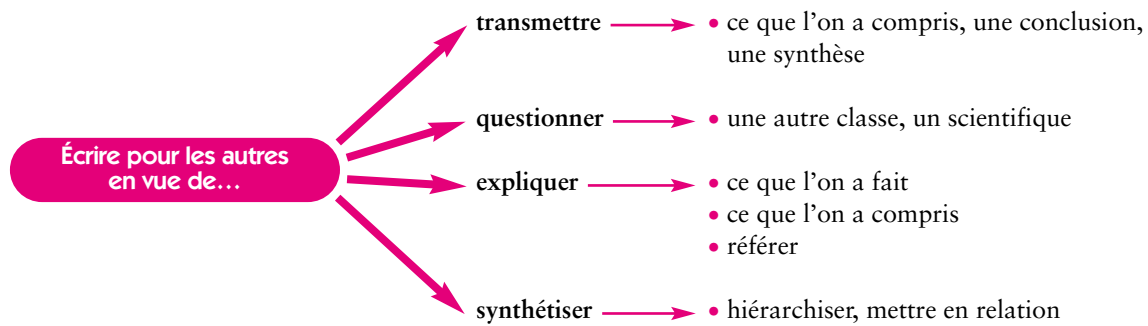 Écrire pour les autres
en vue de…
transmettre
• ce que l'on a compris, une conclusion,
une synthèse
questionner
• une autre classe, un scientifique
expliquer
• ce que l'on a fait
• ce que l'on a compris
• référer
synthétiser
• hiérarchiser, mettre en relation